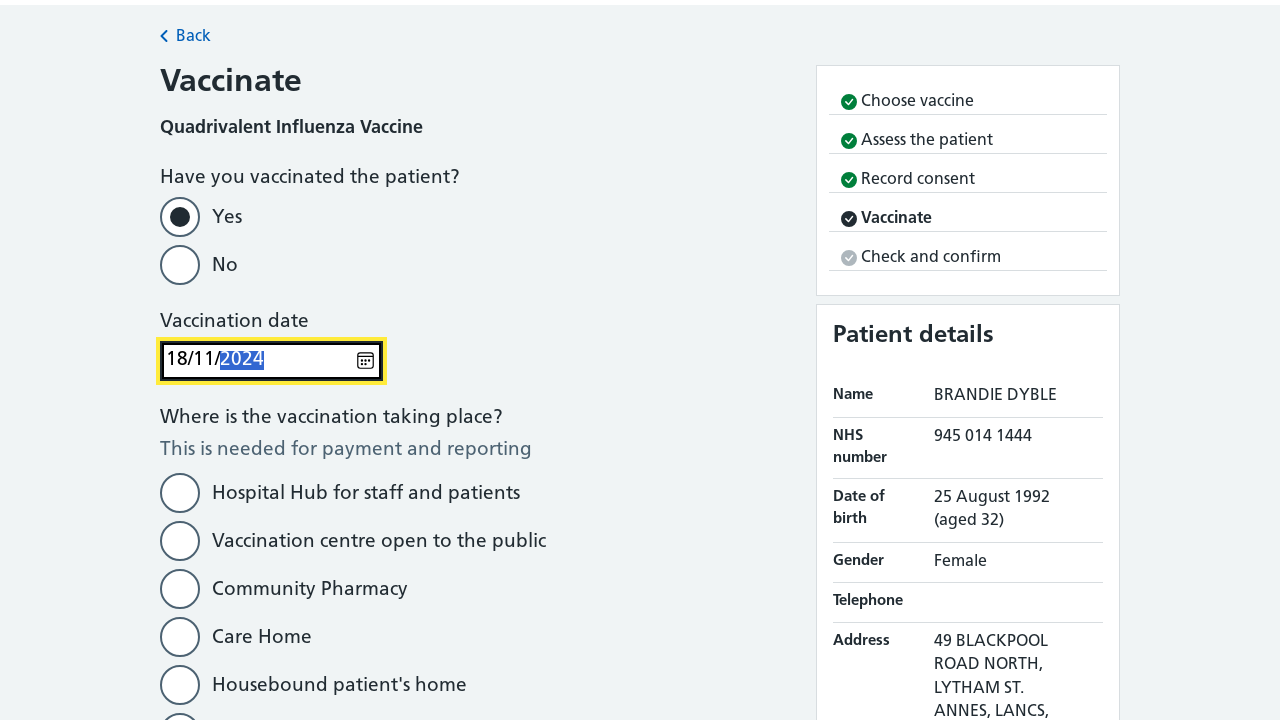 Back
Vaccinate
Quadrivalent Influenza Vaccine
Have you vaccinated the patient?
Yes
No
Vaccination date
18/11/2024
Where is the vaccination taking place?
This is needed for payment and reporting
Hospital Hub for staff and patients
Vaccination centre open to the public
Community Pharmacy
Care Home
Housebound patient's home
Choose vaccine
Assess the patient
Record consent
Vaccinate
Check and confirm
Patient details
Name BRANDIE DYBLE
NHS number 945 014 1444
Date of birth 25 August 1992
(aged 32)
Gender Female
Telephone
Address 49 BLACKPOOL
ROAD NORTH,
LYTHAM ST.
ANNES, LANCS,